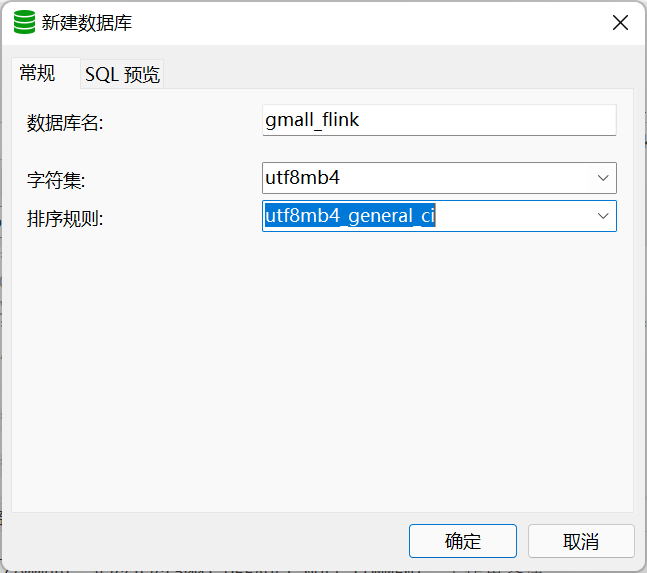 新建数据库
常规 SQL 预览
数据库名: gmall_flink
字符集: utf8mb4
排序规则: utf8mb4_general_ci
确定 取消